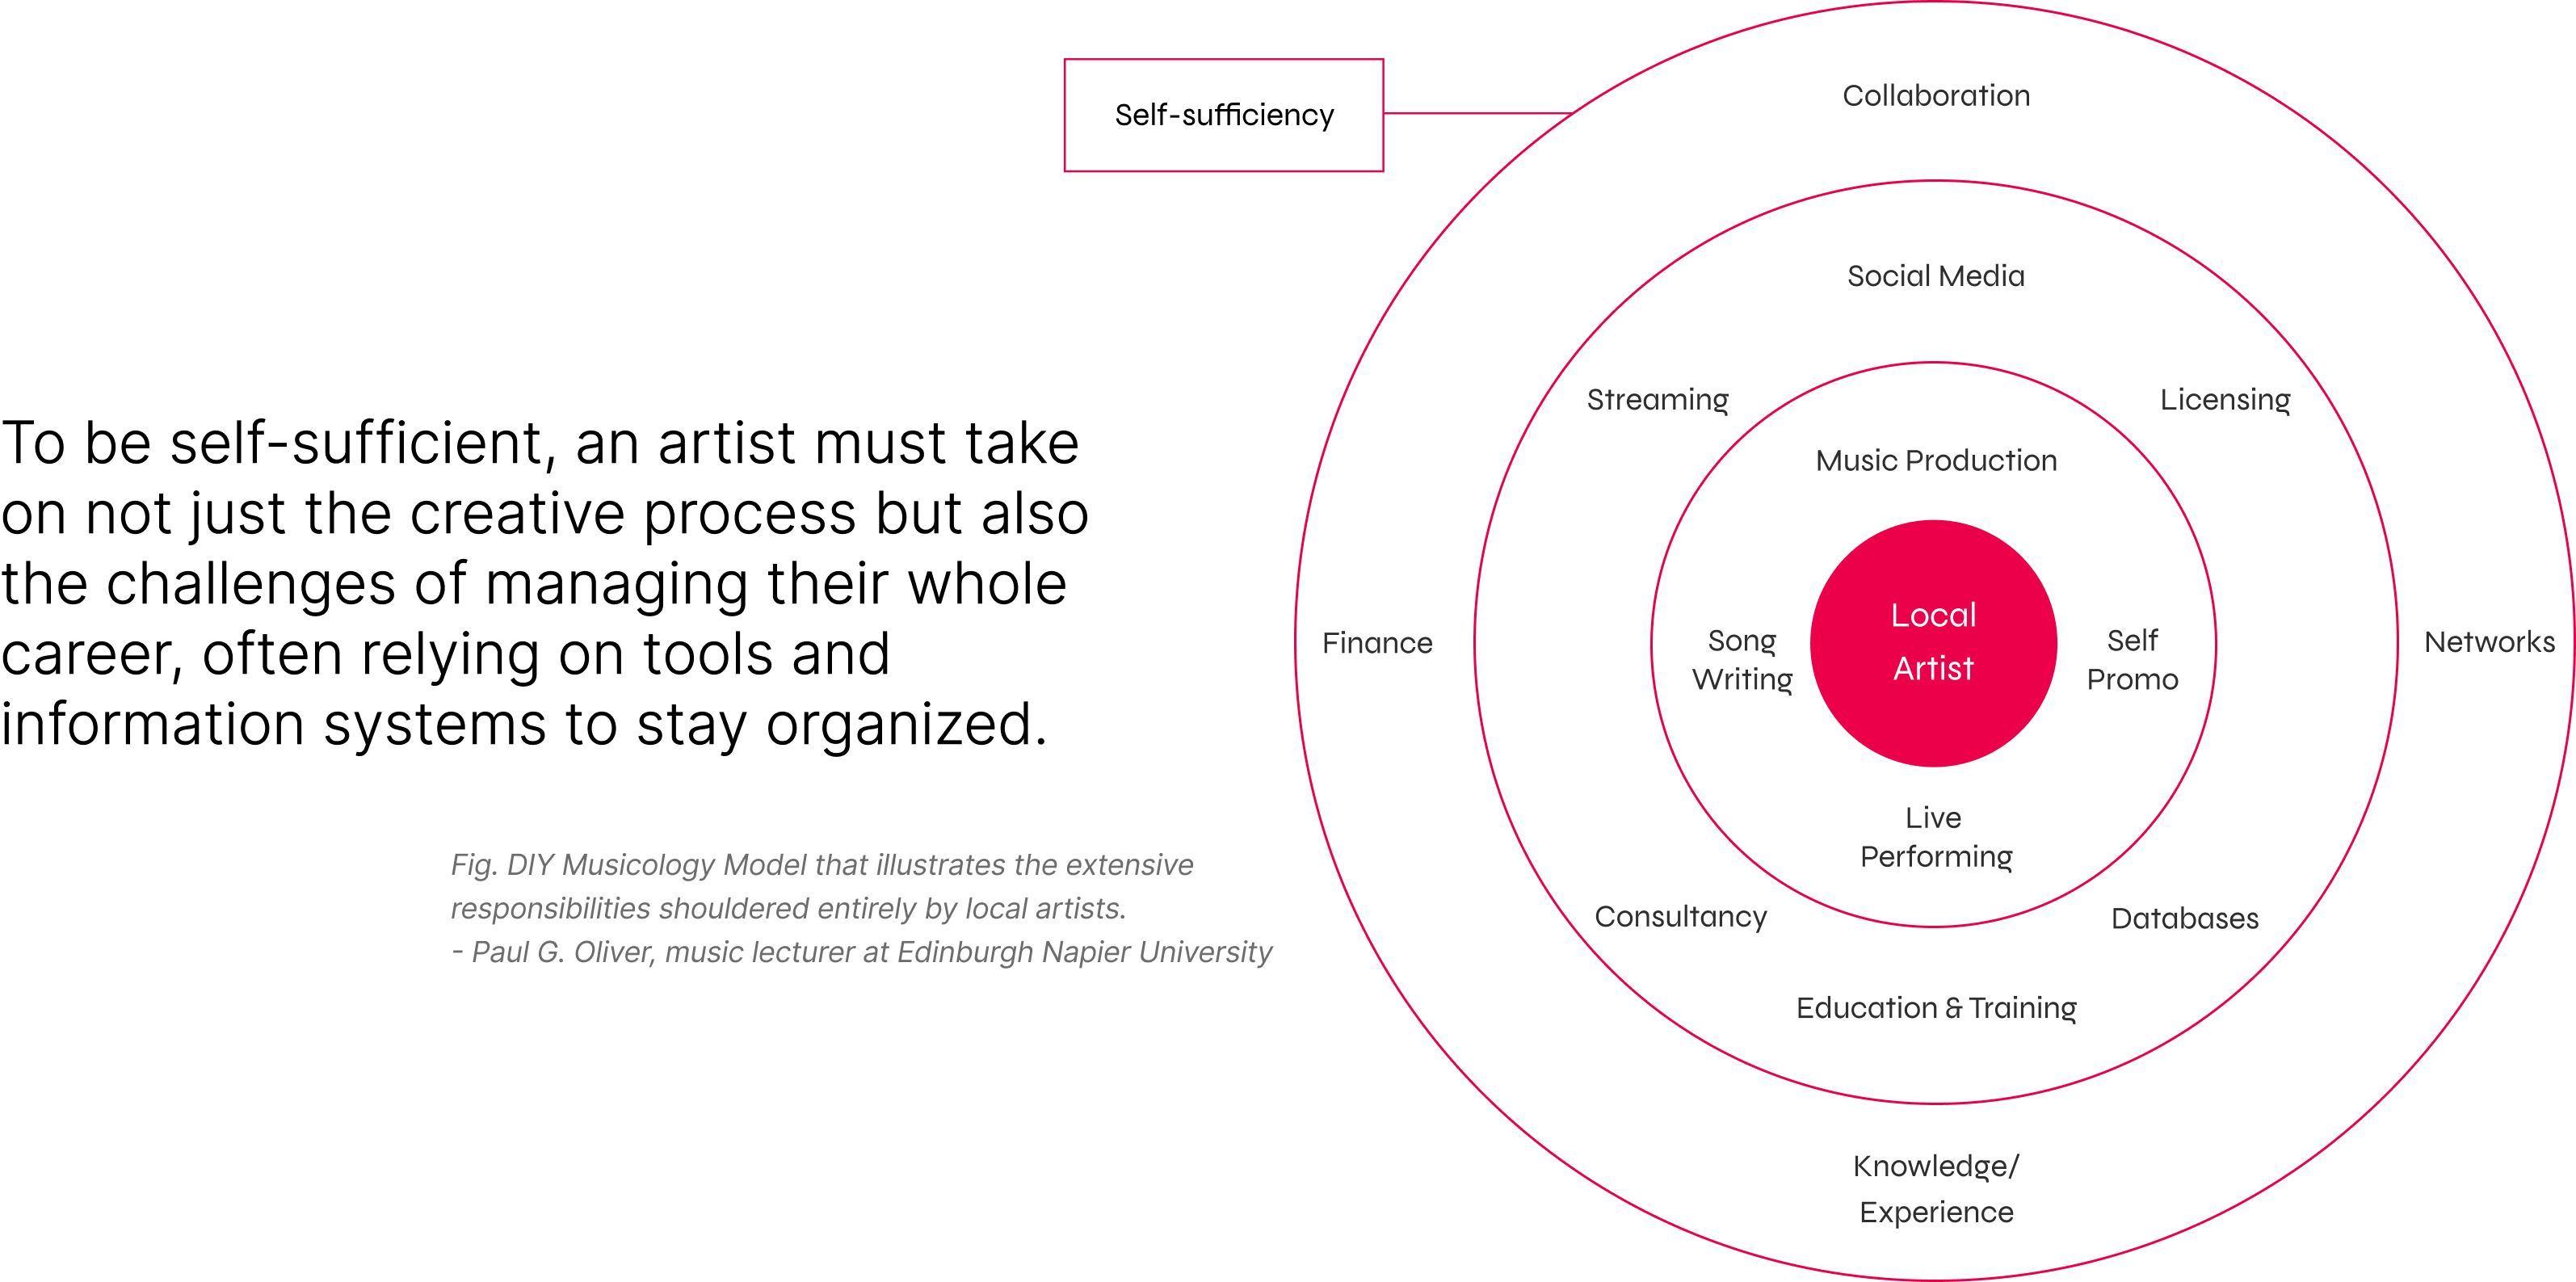 To be self-sufficient, an artist must take
on not just the creative process but also
the challenges of managing their whole
career, often relying on tools and
information systems to stay organized.
Fig. DIY Musicology Model that illustrates the extensive
responsibilities shouldered entirely by local artists.
- Paul G. Oliver, music lecturer at Edinburgh Napier University
Self-sufficiency
Collaboration
Social Media
Streaming
Licensing
Music Production
Finance
Song
Writing
Local
Artist
Self
Promo
Networks
Live
Performing
Consultancy
Databases
Education & Training
Knowledge/
Experience